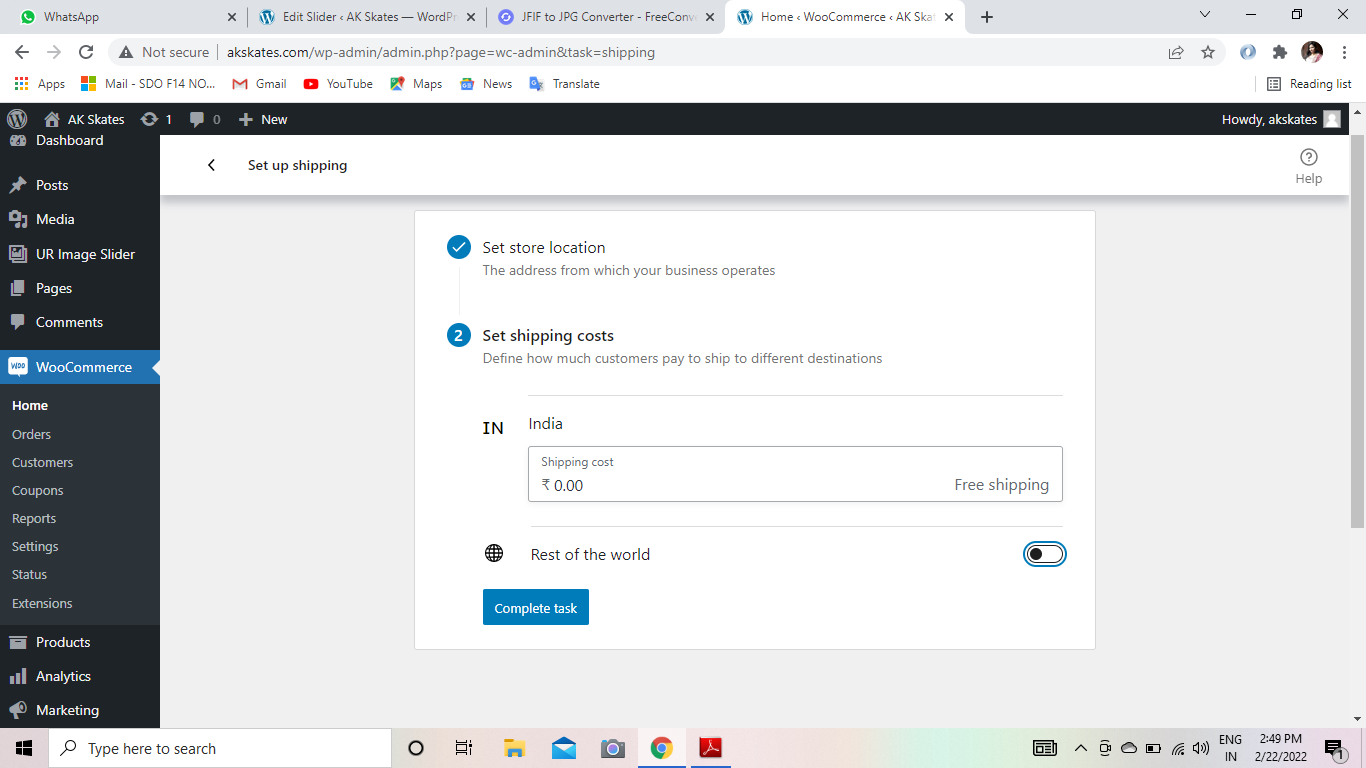 WhatsApp
Edit Slider ‹ AK Skates — WordPr
JFIF to JPG Converter - FreeConv
Home ‹ WooCommerce ‹ AK Skat
Not secure
akskates.com/wp-admin/admin.php?page=wc-admin&task=shipping
Apps
Mail - SDO F14 NO...
Gmail
YouTube
Maps
News
Translate
Reading list
AK Skates
1
0
New
Howdy, akskates
Dashboard
Posts
Media
UR Image Slider
Pages
Comments
WOO
WooCommerce
Home
Orders
Customers
Coupons
Reports
Settings
Status
Extensions
Products
Analytics
Marketing
Set up shipping
Help
Set store location
The address from which your business operates
2
Set shipping costs
Define how much customers pay to ship to different destinations
IN
India
Shipping cost
₹ 0.00
Free shipping
Rest of the world
Complete task
Type here to search
ENG
IN
2:49 PM
2/22/2022
1